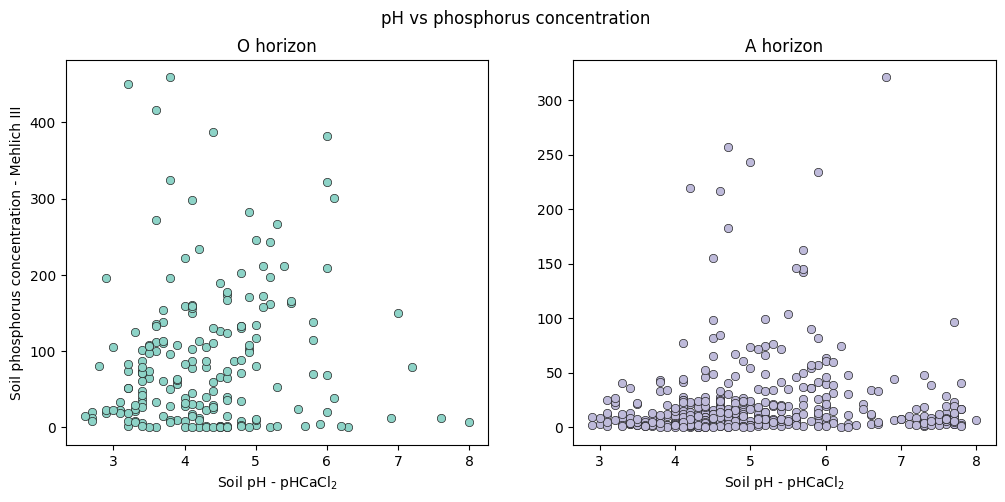 pH vs phosphorus concentration
O horizon
A horizon
Soil phosphorus concentration - Mehlich III
400
300
200
100
0
3 4 5 6 7 8
Soil pH - pHCaCl₂
300
250
200
150
100
50
0
3 4 5 6 7 8
Soil pH - pHCaCl₂